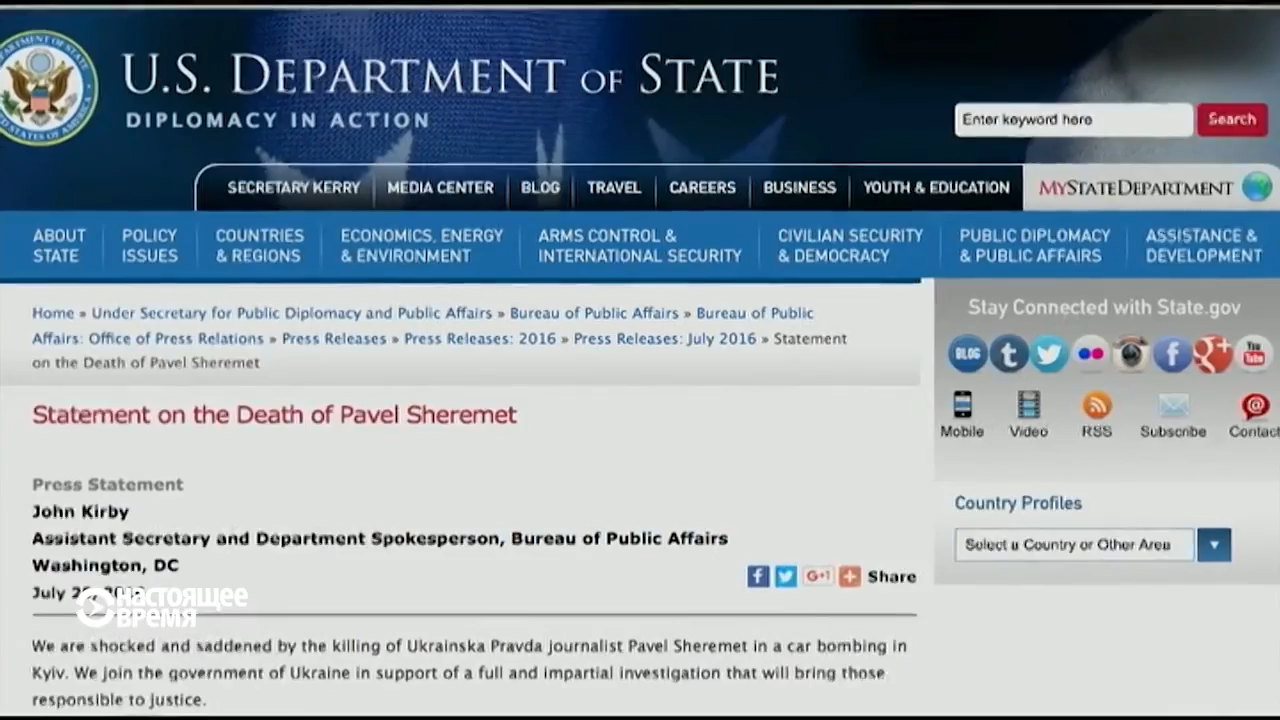 U.S. DEPARTMENT OF STATE
DIPLOMACY IN ACTION
Enter keyword here
Search
SECRETARY KERRY
MEDIA CENTER
BLOG
TRAVEL
CAREERS
BUSINESS
YOUTH & EDUCATION
MYSTATEDEPARTMENT
ABOUT STATE
POLICY ISSUES
COUNTRIES & REGIONS
ECONOMICS, ENERGY & ENVIRONMENT
ARMS CONTROL & INTERNATIONAL SECURITY
CIVILIAN SECURITY & DEMOCRACY
PUBLIC DIPLOMACY & PUBLIC AFFAIRS
ASSISTANCE & DEVELOPMENT
Home » Under Secretary for Public Diplomacy and Public Affairs » Bureau of Public Affairs » Bureau of Public
Affairs: Office of Press Relations » Press Releases » Press Releases: 2016 » Press Releases: July 2016 » Statement
on the Death of Pavel Sheremet
Stay Connected with State.gov
BLOG
You Tube
Mobile
Video
RSS
Subscribe
Contact
Country Profiles
Select a Country or Other Area
Statement on the Death of Pavel Sheremet
Press Statement
John Kirby
Assistant Secretary and Department Spokesperson, Bureau of Public Affairs
Washington, DC
July
G+1
Share
НАСТОЯЩЕЕ
ВРЕМЯ
We are shocked and saddened by the killing of Ukrainska Pravda journalist Pavel Sheremet in a car bombing in
Kyiv. We join the government of Ukraine in support of a full and impartial investigation that will bring those
responsible to justice.